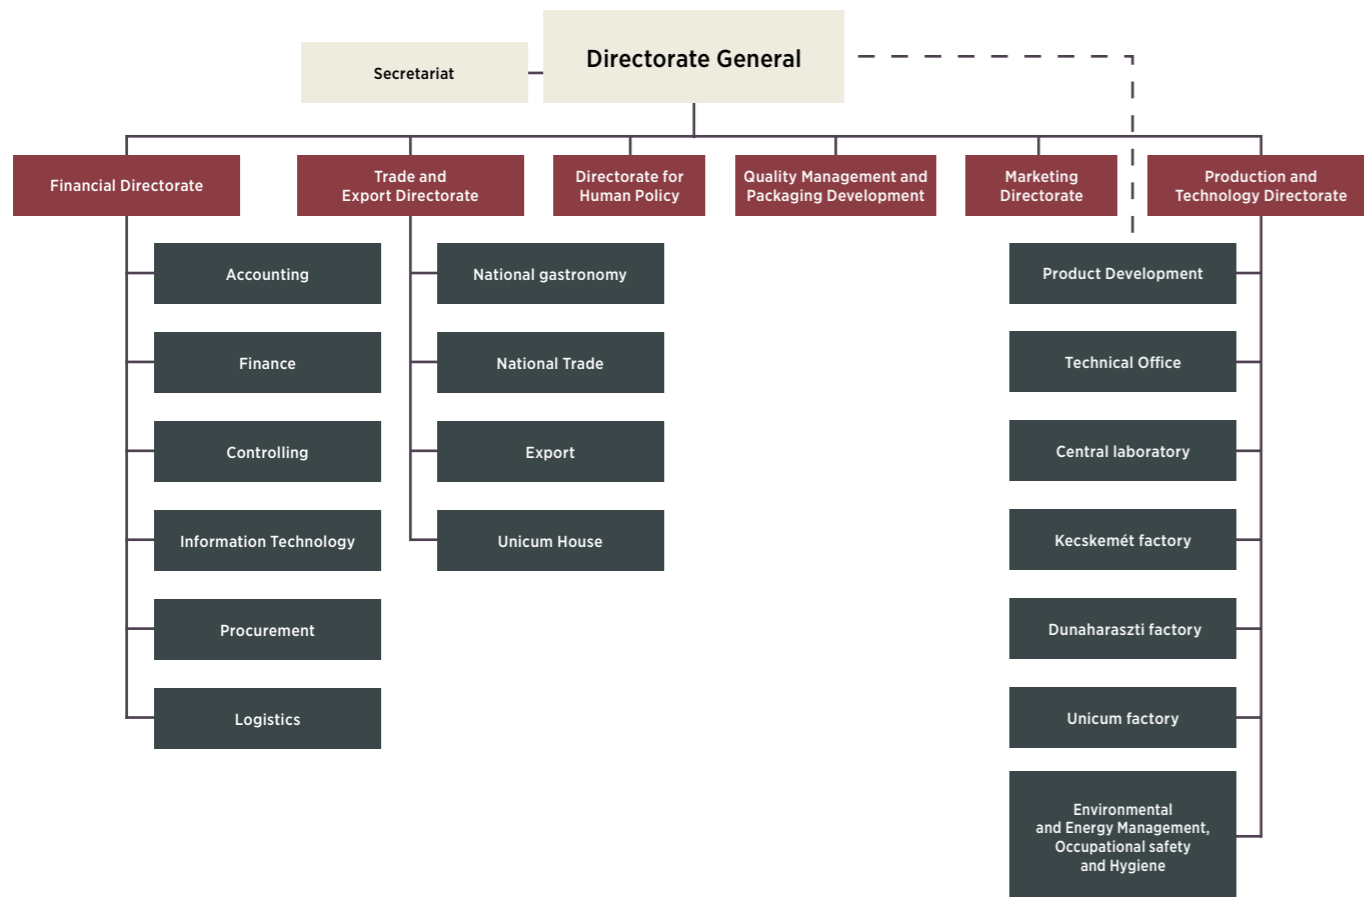 Directorate General
Secretariat
Financial Directorate
Trade and
Export Directorate
Directorate for
Human Policy
Quality Management and
Packaging Development
Marketing
Directorate
Production and
Technology Directorate
Accounting
Finance
Controlling
Information Technology
Procurement
Logistics
National gastronomy
National Trade
Export
Unicum House
Product Development
Technical Office
Central laboratory
Kecskemét factory
Dunaharaszti factory
Unicum factory
Environmental
and Energy Management,
Occupational safety
and Hygiene